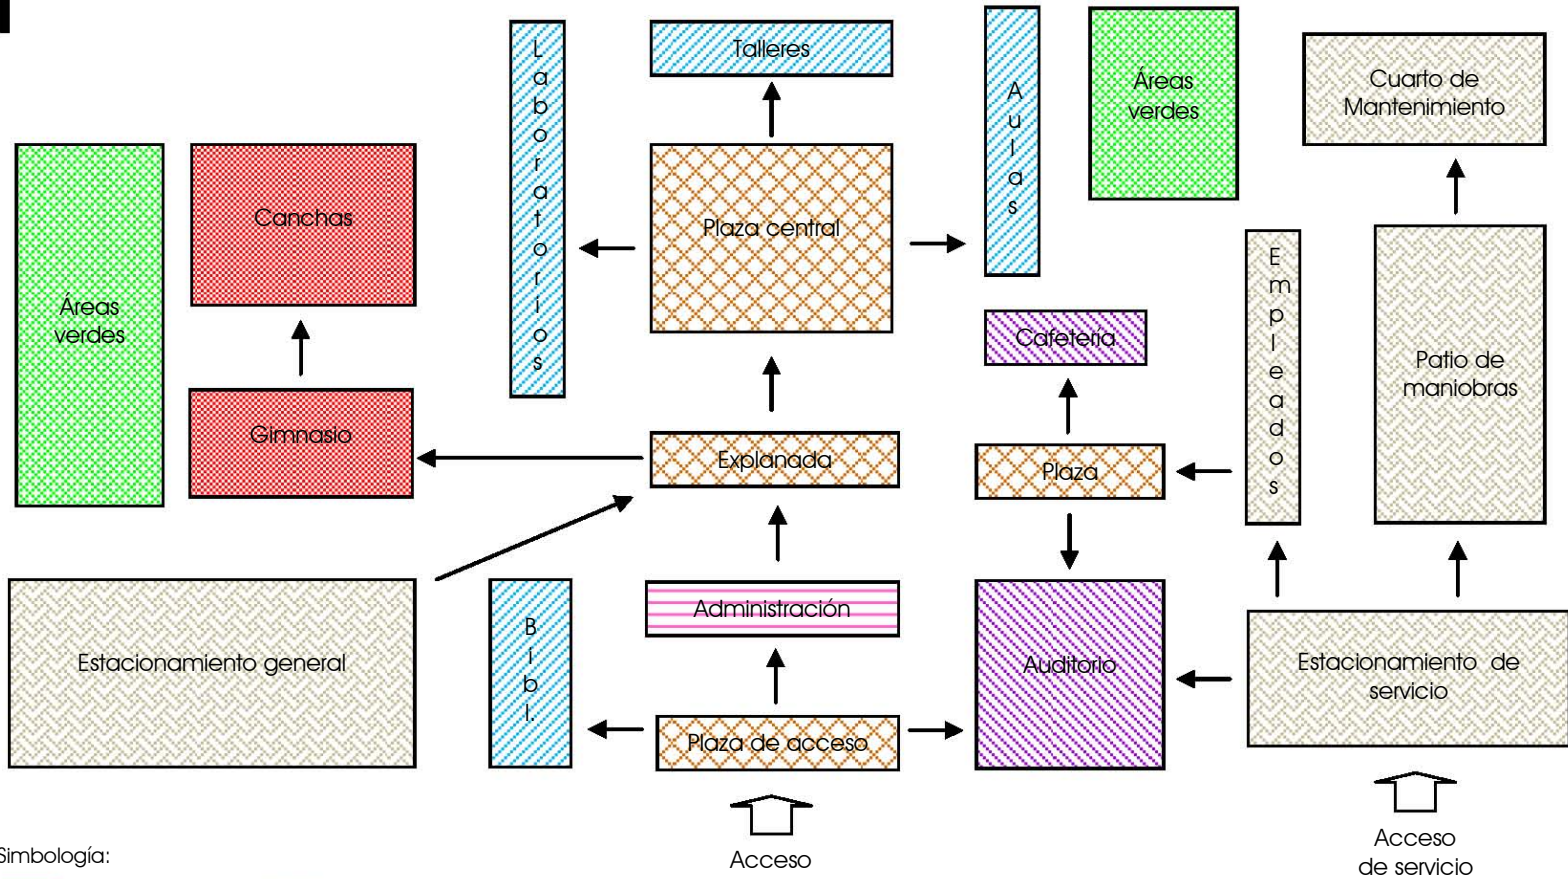 Laboratorios
Talleres
Aulas
Áreas
verdes
Cuarto de
Mantenimiento
Áreas
verdes
Canchas
Plaza central
Empleados
Cafetería
Patio de
maniobras
Gimnasio
Explanada
Plaza
Estacionamiento general
Bibl.
Administración
Auditorio
Estacionamiento de
servicio
Plaza de acceso
Acceso
Acceso
de servicio
Simbología: